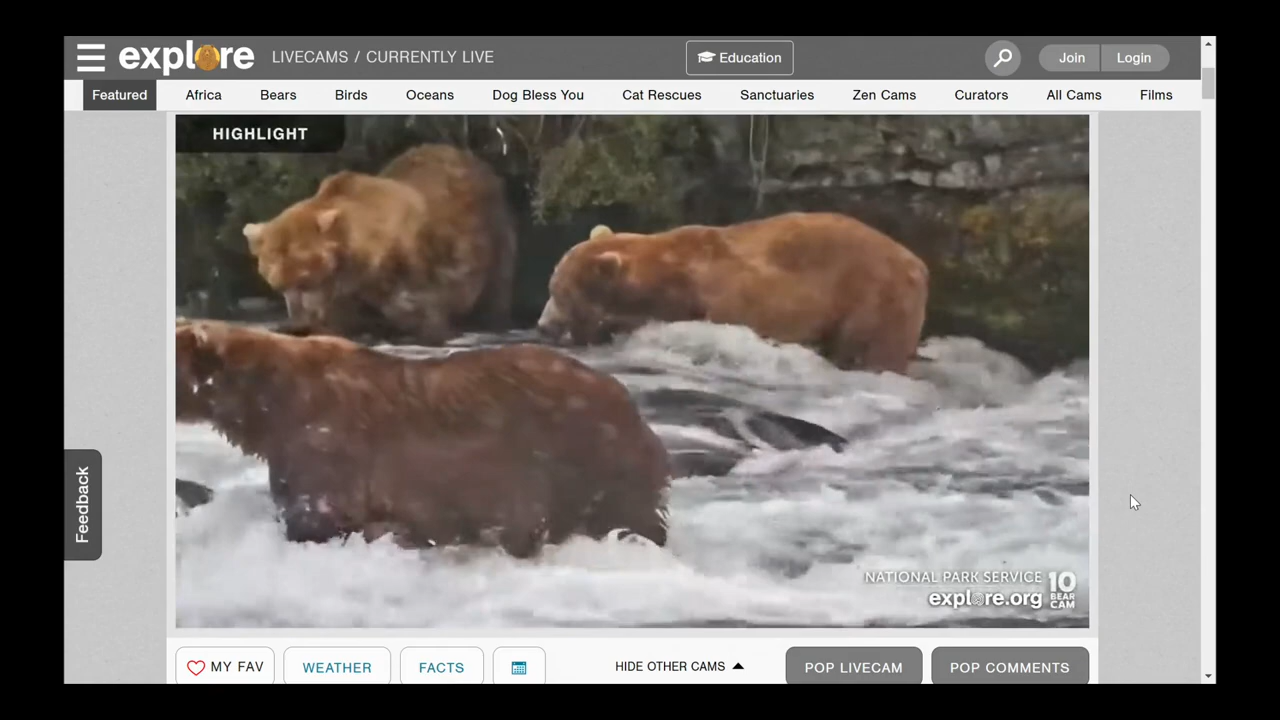 explore LIVECAMS / CURRENTLY LIVE Education Join Login
Featured Africa Bears Birds Oceans Dog Bless You Cat Rescues Sanctuaries Zen Cams Curators All Cams Films
HIGHLIGHT
Feedback
NATIONAL PARK SERVICE
explore.org
10
BEAR
CAM
MY FAV WEATHER FACTS HIDE OTHER CAMS POP LIVECAM POP COMMENTS